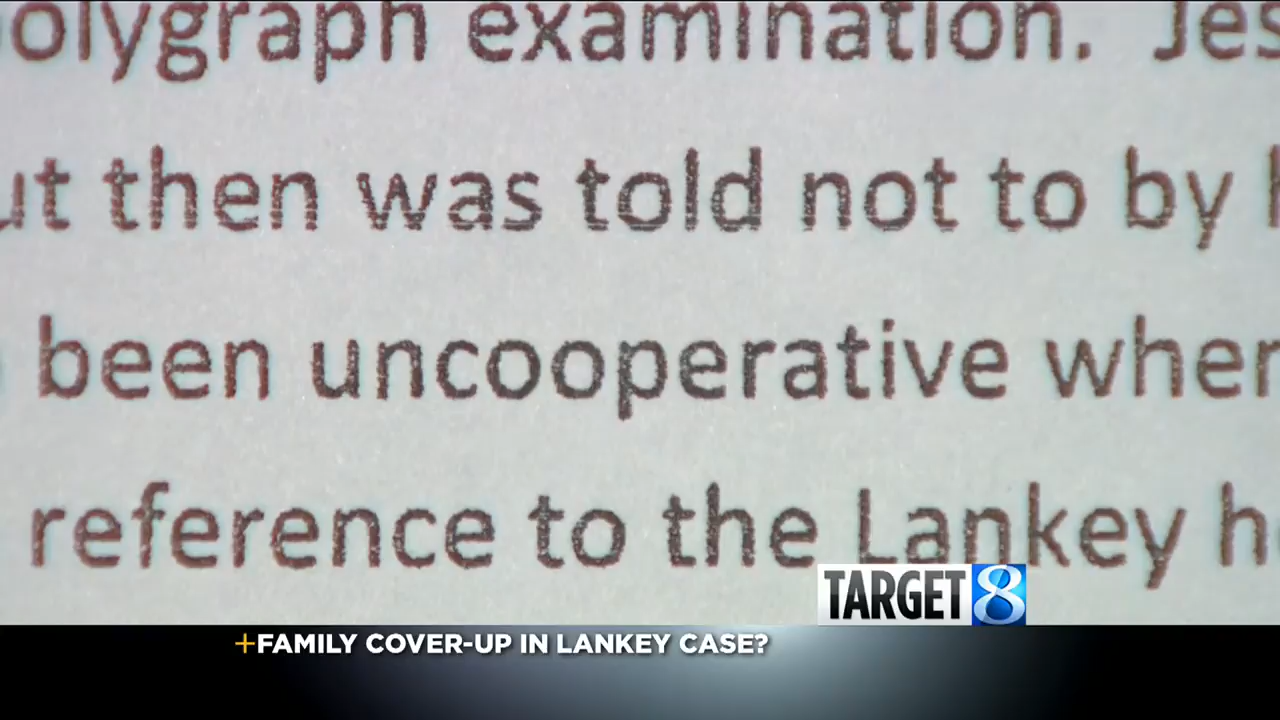 olygraph examination. Jes
ut then was told not to by
been uncooperative wher
reference to the Lankey h
TARGET 8
+FAMILY COVER-UP IN LANKEY CASE?